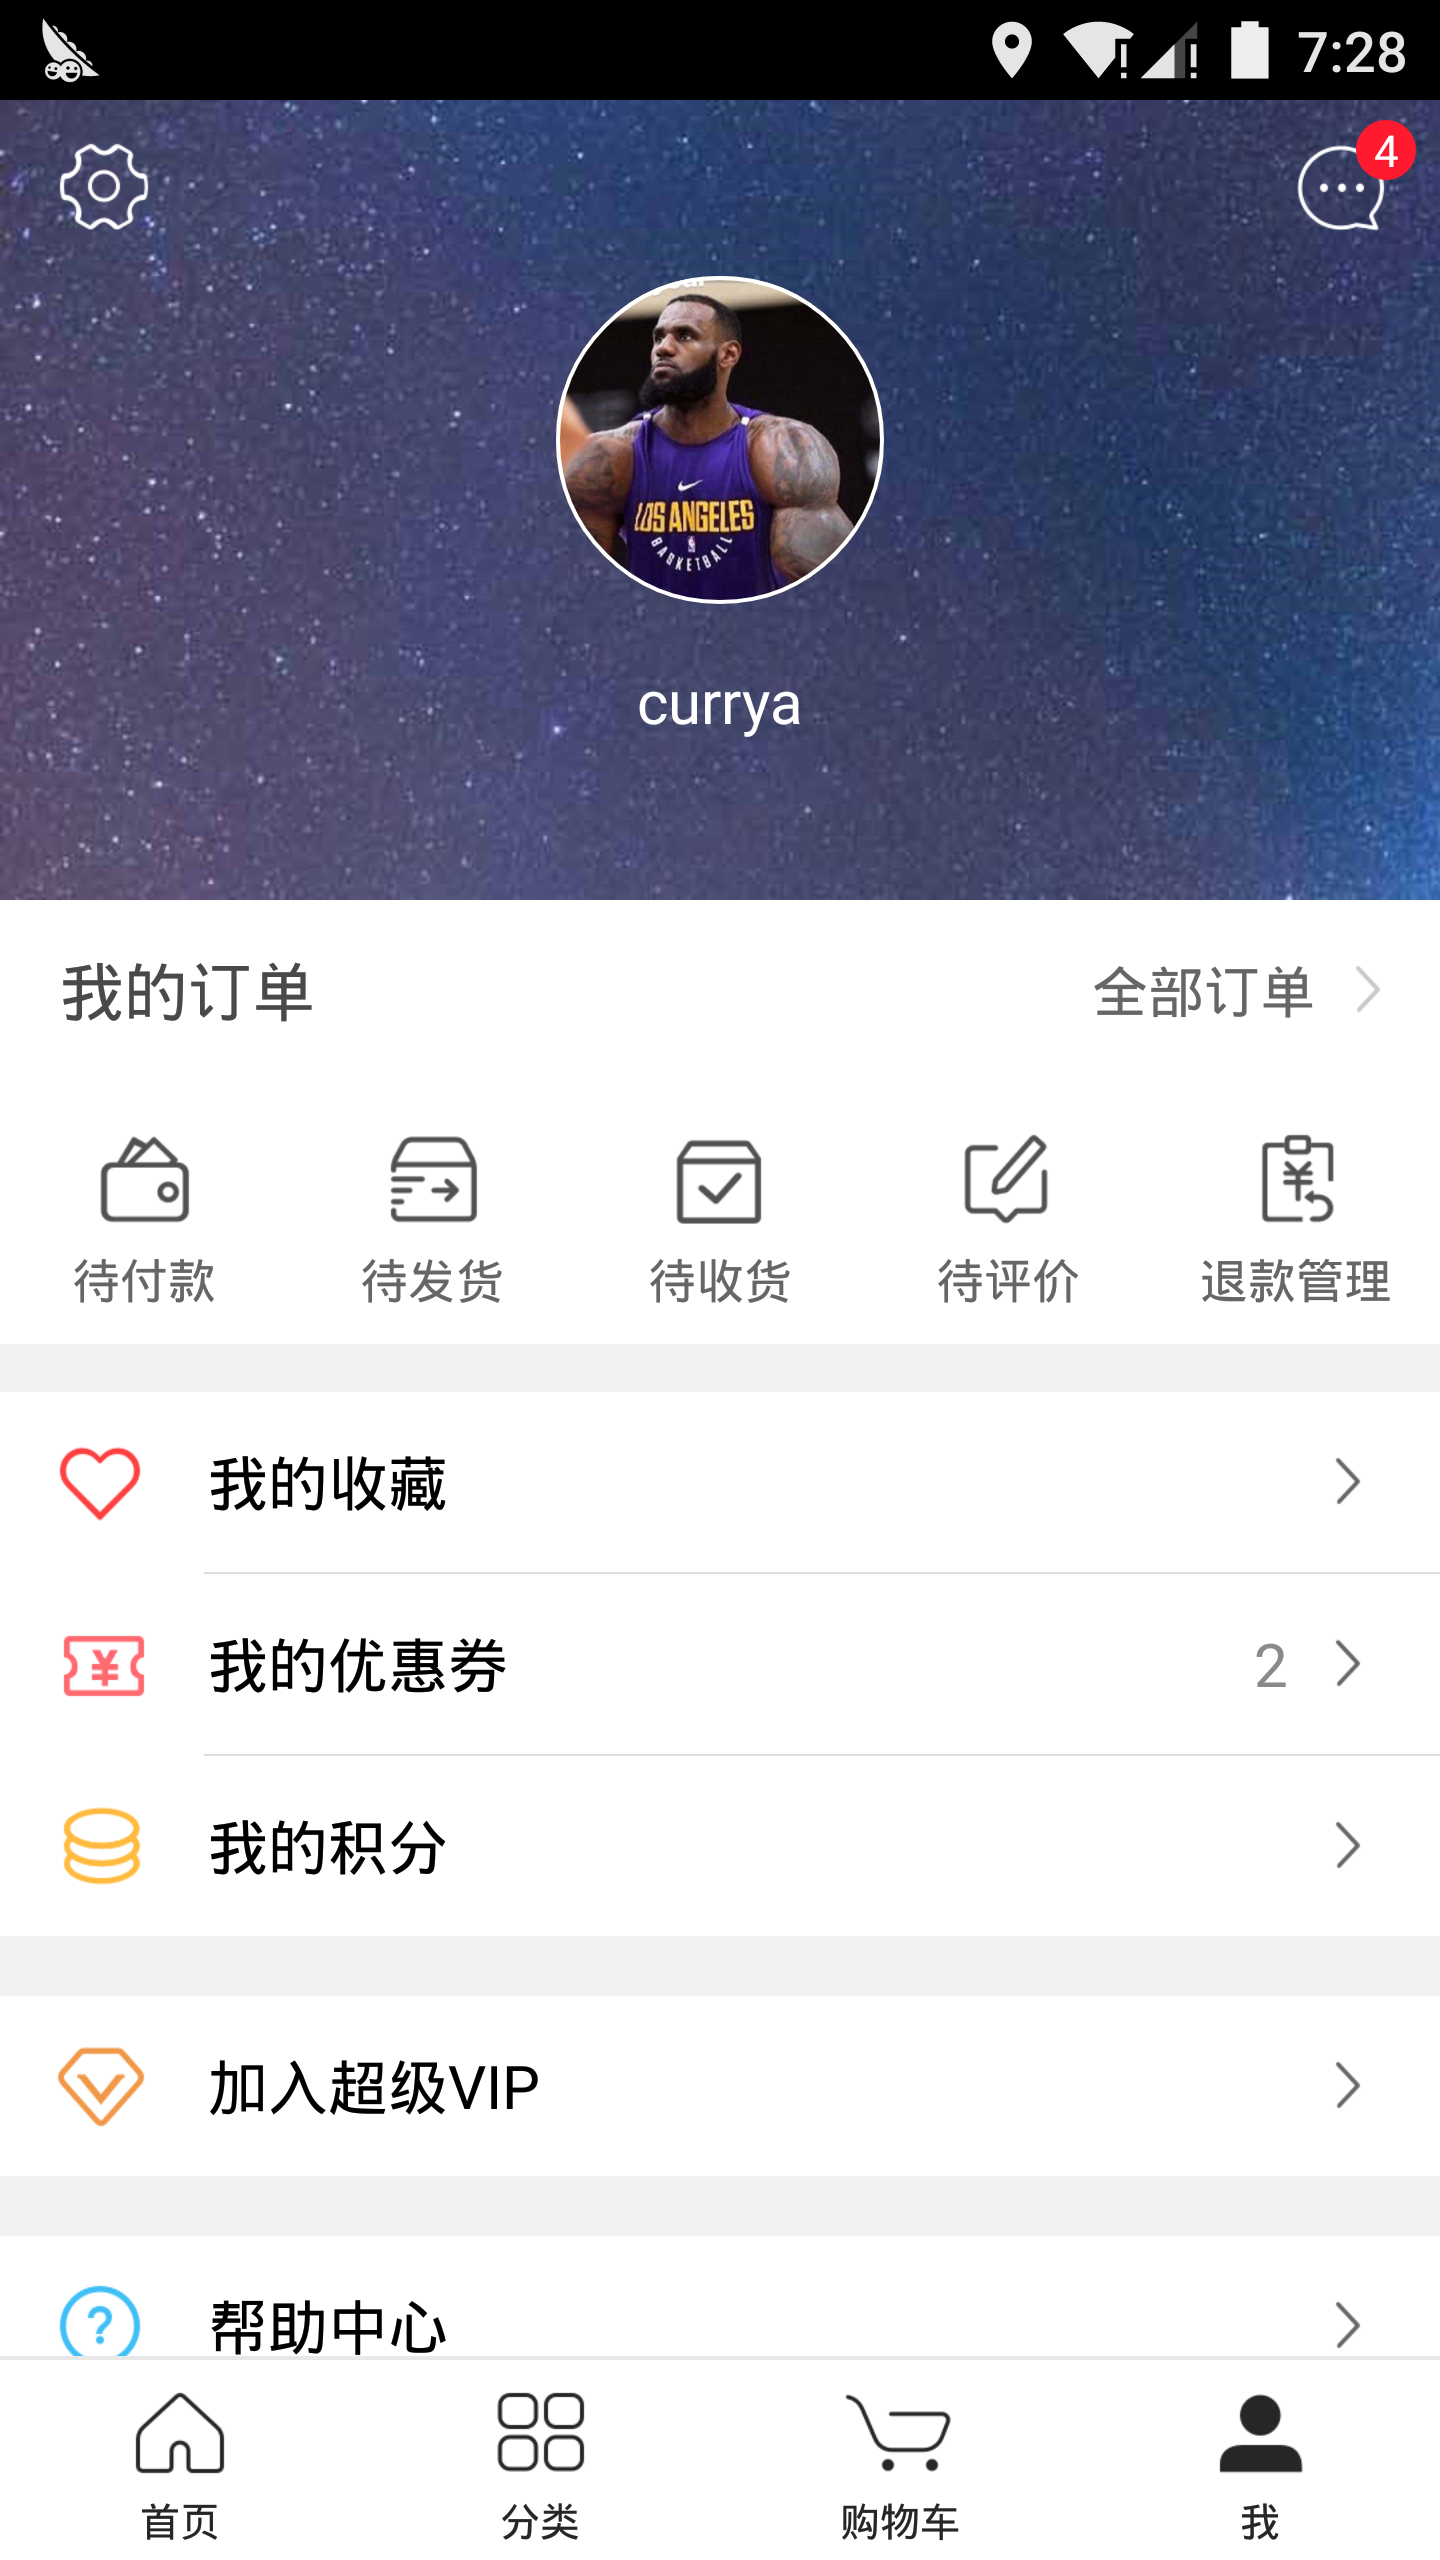 7:28
4
LOS ANGELES
BASKETBALL
currya
我的订单
全部订单
待付款
待发货
待收货
待评价
退款管理
我的收藏
我的优惠券
2
我的积分
加入超级VIP
帮助中心
首页
分类
购物车
我